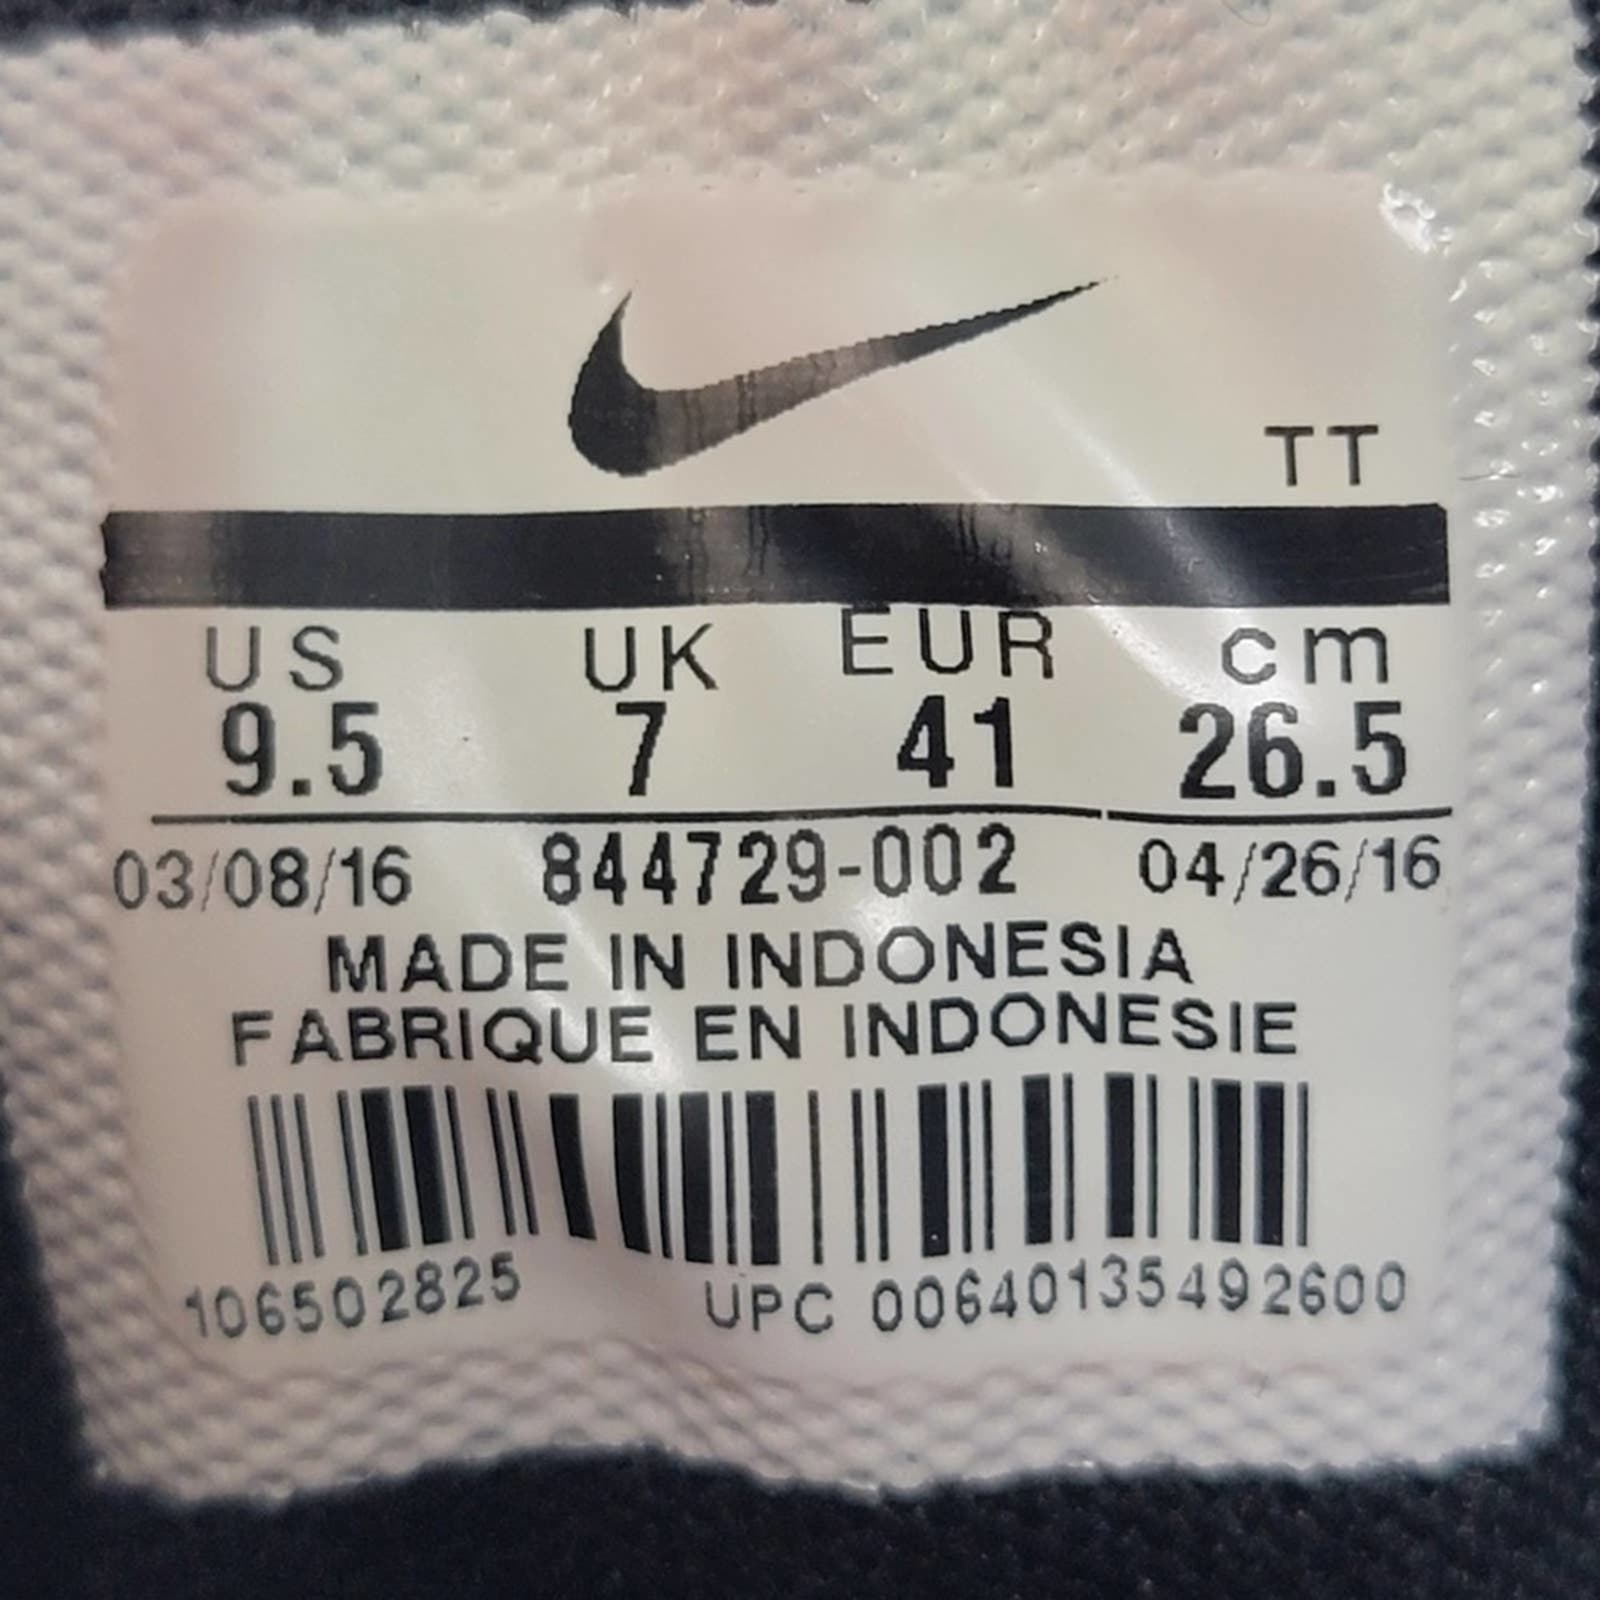 TT
US UK EUR cm
9.5 7 41 26.5
03/08/16 844729-002 04/26/16
MADE IN INDONESIA
FABRIQUE EN INDONESIE
106502825 UPC 00640135492600